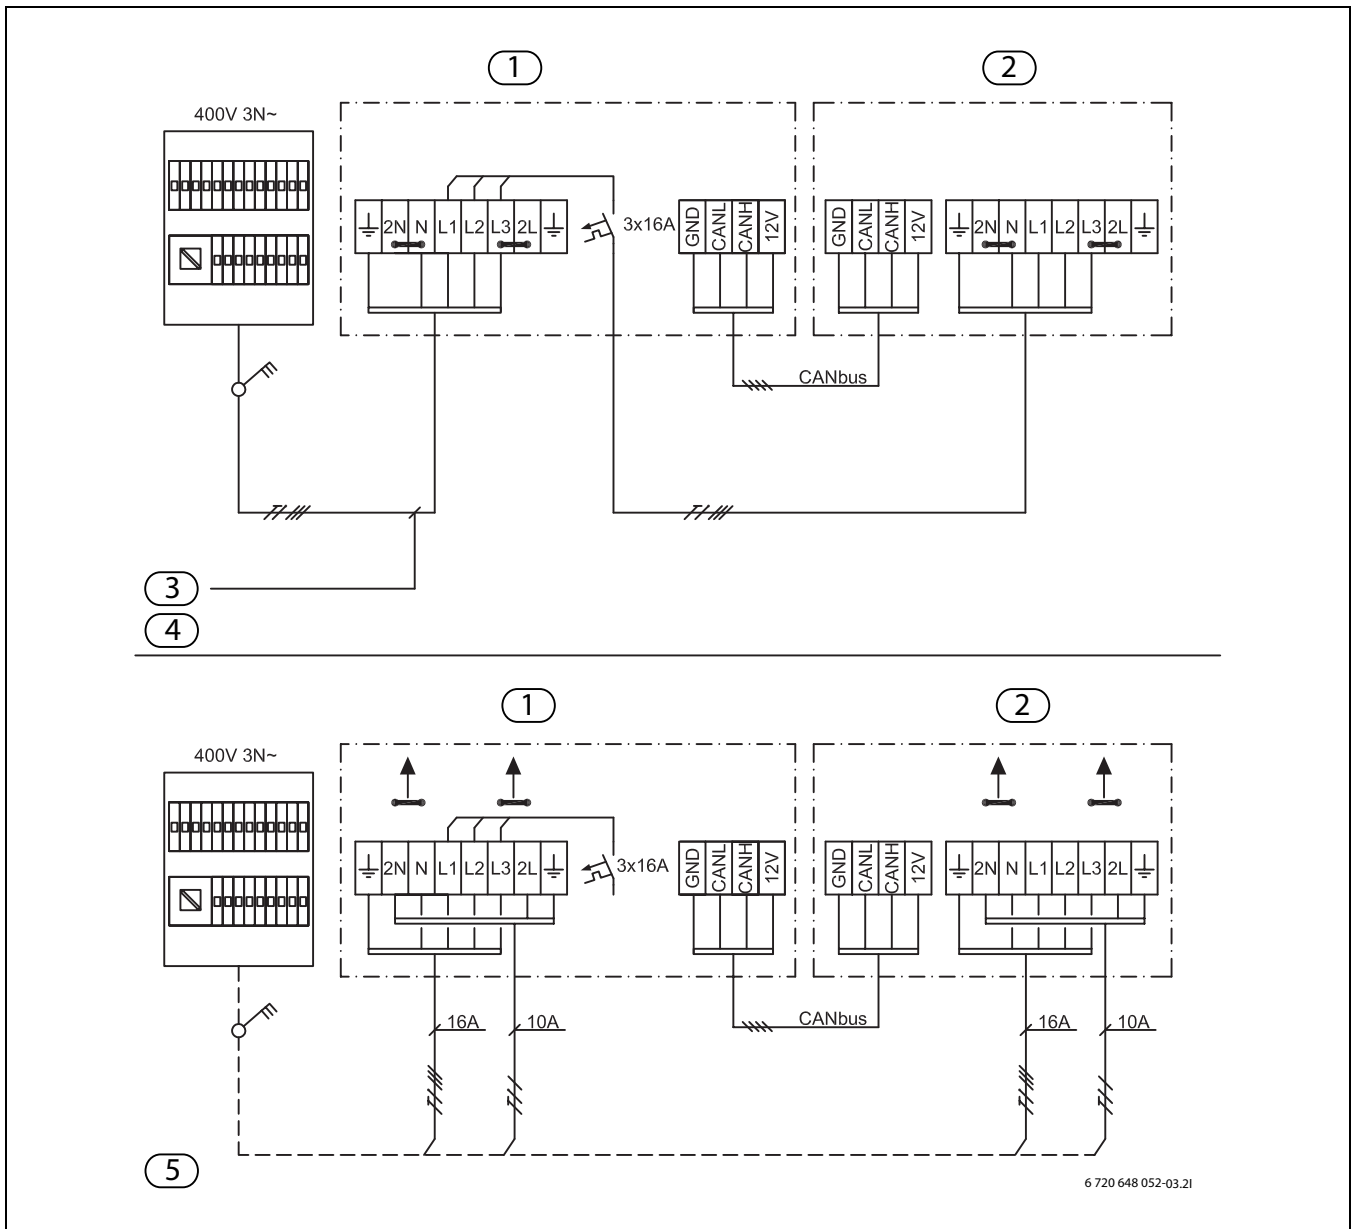 1
2
400V 3N~
2N N L1 L2 L3 2L
3x16A
GND CANL CANH 12V
GND CANL CANH 12V
2N N L1 L2 L3 2L
CANbus
3
4
1
2
400V 3N~
2N N L1 L2 L3 2L
3x16A
GND CANL CANH 12V
GND CANL CANH 12V
2N N L1 L2 L3 2L
16A
10A
CANbus
16A
10A
5
6 720 648 052-03.2I